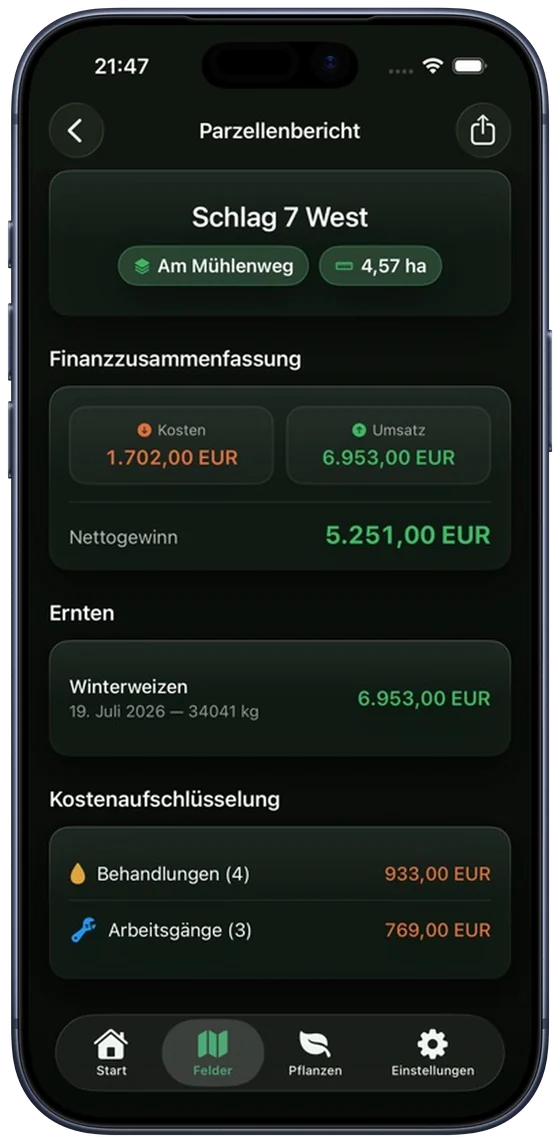 21:47
Parzellenbericht
Schlag 7 West
Am Mühlenweg 4,57 ha
Finanzzusammenfassung
Kosten Umsatz
1.702,00 EUR 6.953,00 EUR
Nettogewinn 5.251,00 EUR
Ernten
Winterweizen
19. Juli 2026 — 34041 kg 6.953,00 EUR
Kostenaufschlüsselung
Behandlungen (4) 933,00 EUR
Arbeitsgänge (3) 769,00 EUR
Start Felder Pflanzen Einstellungen